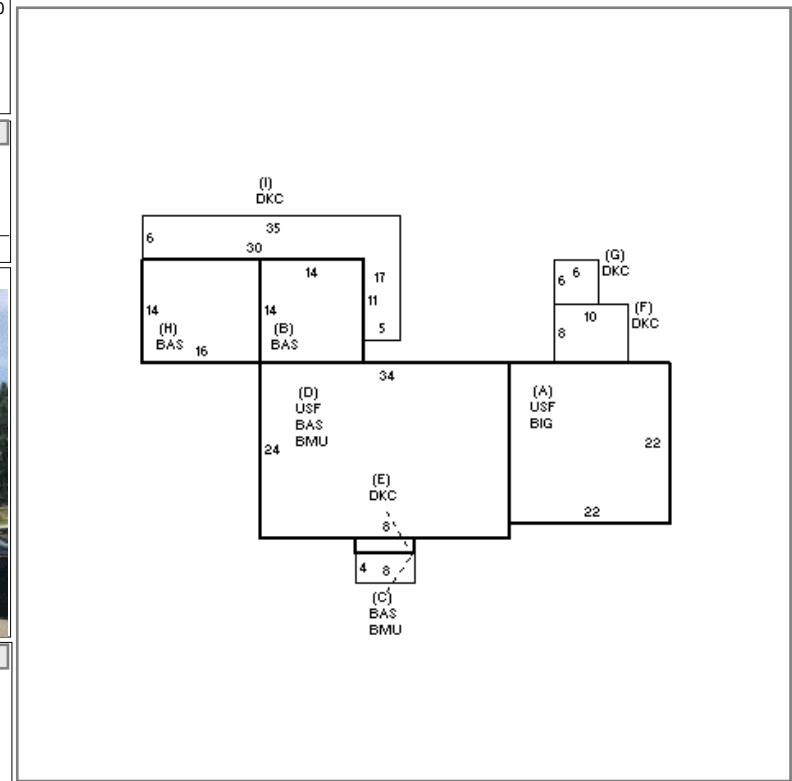 (I)
DKC
35
6
30
14
17
11
14
14
(H)
BAS
(B)
BAS
5
16
(G)
DKC
6
6
(F)
DKC
10
8
34
(D)
USF
BAS
BMU
(A)
USF
BIG
24
22
22
(E)
DKC
8
4
8
(C)
BAS
BMU